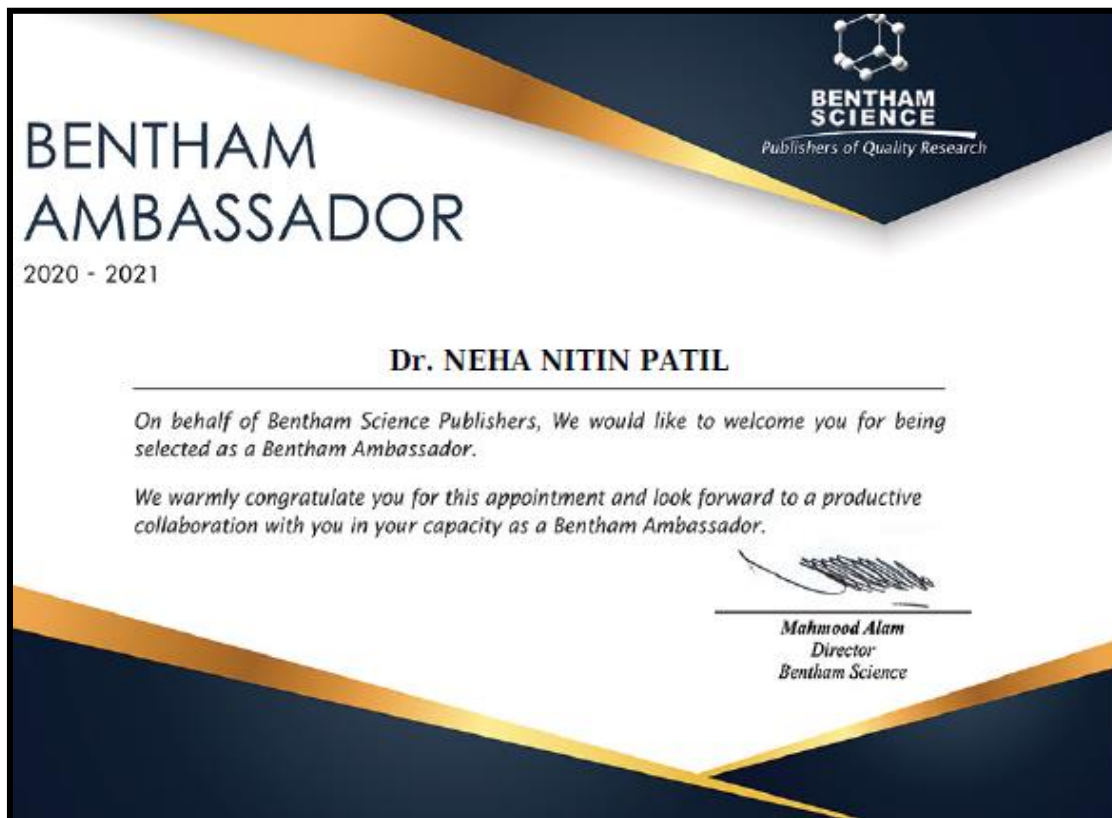 BENTHAM
SCIENCE
Publishers of Quality Research
BENTHAM
AMBASSADOR
2020 - 2021
Dr. NEHA NITIN PATIL
On behalf of Bentham Science Publishers, We would like to welcome you for being
selected as a Bentham Ambassador.
We warmly congratulate you for this appointment and look forward to a productive
collaboration with you in your capacity as a Bentham Ambassador.
Mahmood Alam
Director
Bentham Science